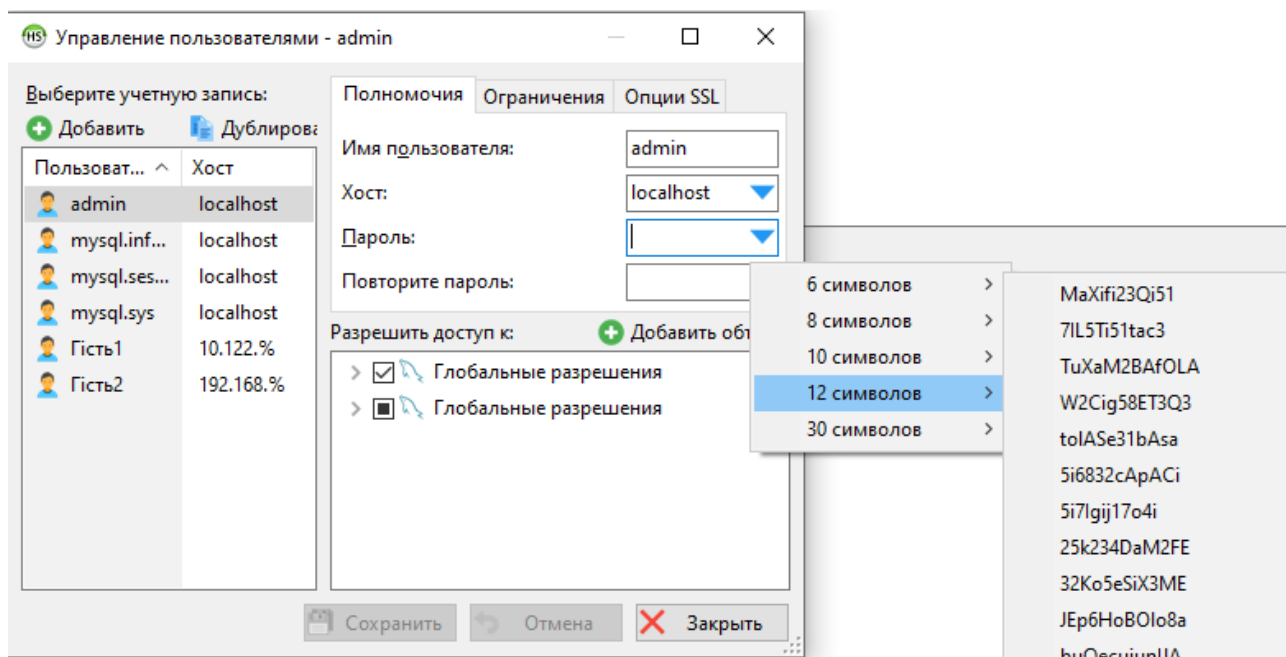 HS Управление пользователями - admin
Выберите учетную запись:
Добавить Дублирова
Пользоват... Хост
admin localhost
mysql.inf... localhost
mysql.ses... localhost
mysql.sys localhost
Гість1 10.122.%
Гість2 192.168.%
Полномочия Ограничения Опции SSL
Имя пользователя: admin
Хост: localhost
Пароль:
Повторите пароль:
Разрешить доступ к: Добавить объ
Глобальные разрешения
Глобальные разрешения
Сохранить Отмена Закрыть
6 символов
8 символов
10 символов
12 символов
30 символов
MaXifi23Qi51
7IL5Ti51tac3
TuXaM2BAfOLA
W2Cig58ET3Q3
toIASe31bAsa
5i6832cApACi
5i7Igij17o4i
25k234DaM2FE
32Ko5eSiX3ME
JEp6HoBOIo8a